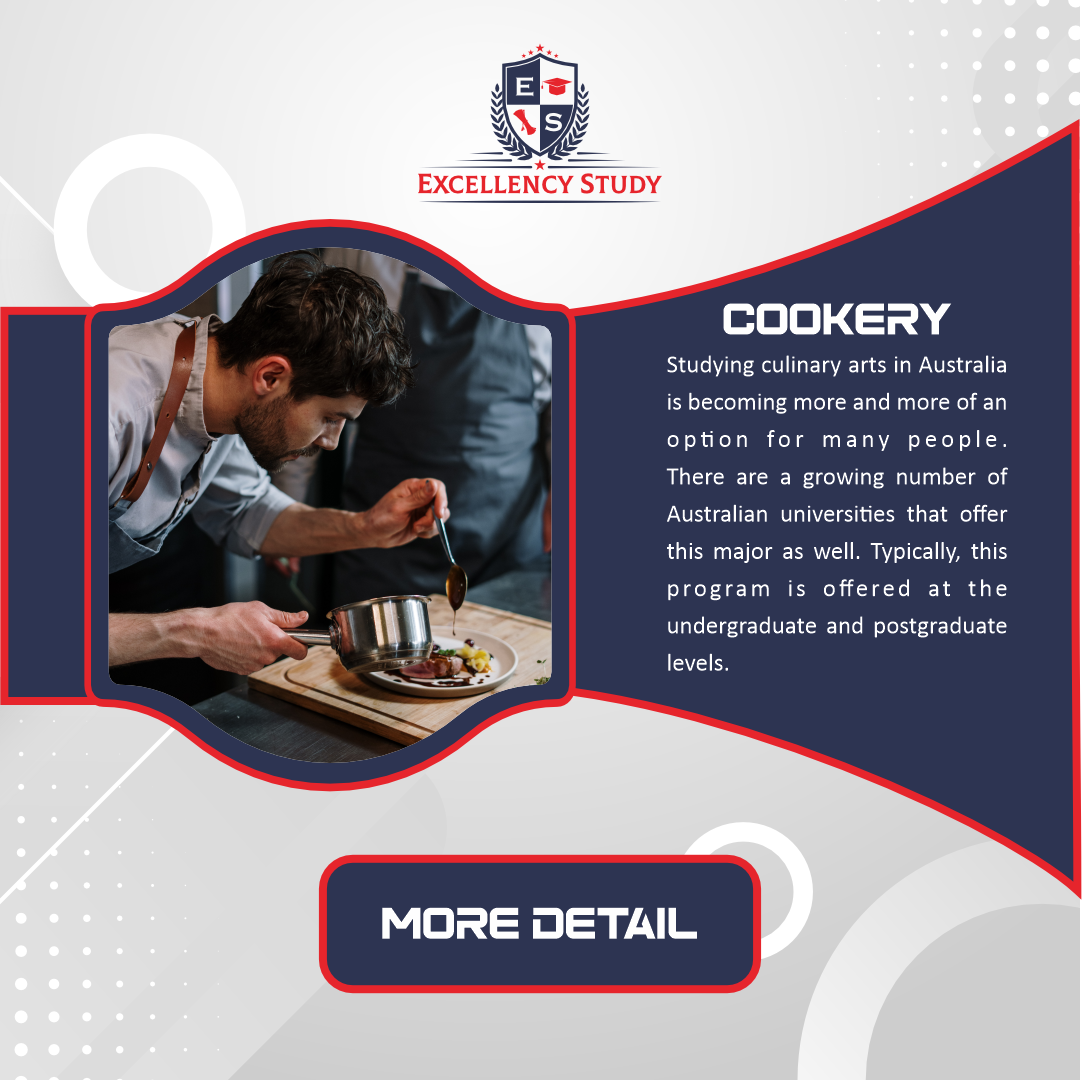 E
S
EXCELLENCY STUDY
COOKERY
Studying culinary arts in Australia
is becoming more and more of an
option for many people.
There are a growing number of
Australian universities that offer
this major as well. Typically, this
program is offered at the
undergraduate and postgraduate
levels.
MORE DETAIL